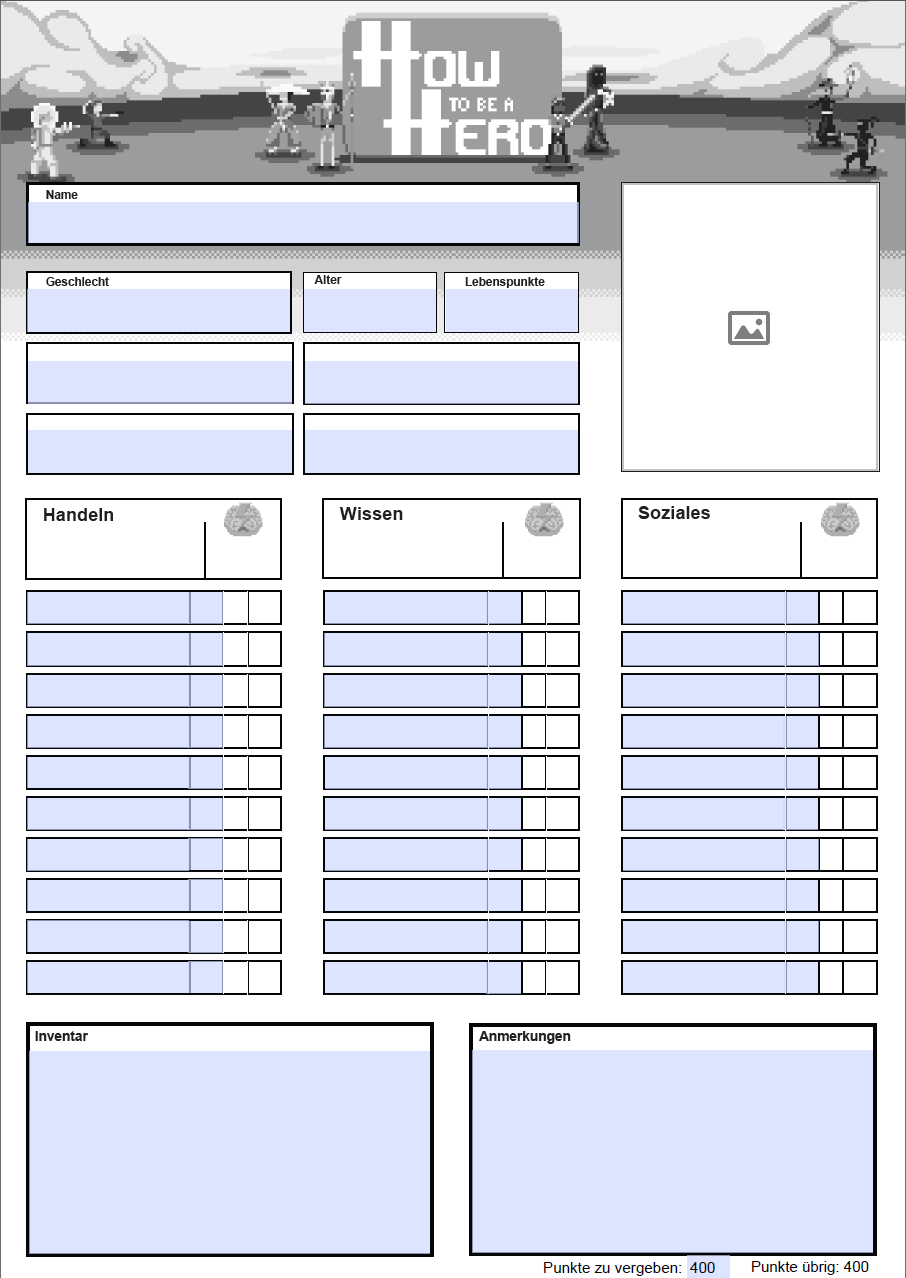 How
TO BE A
HERO
Name
Geschlecht
Alter
Lebenspunkte
Handeln
Wissen
Soziales
Inventar
Anmerkungen
Punkte zu vergeben: 400
Punkte übrig: 400